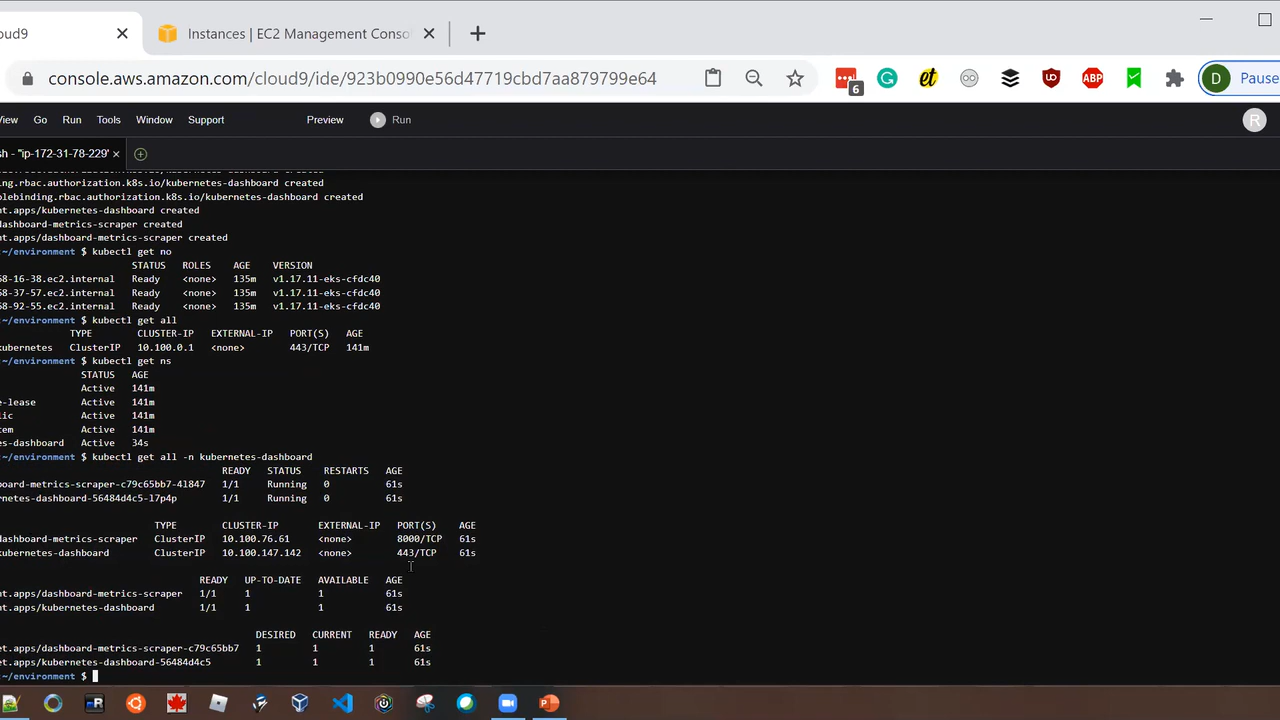 oud9
Instances | EC2 Management Conso
console.aws.amazon.com/cloud9/ide/923b0990e56d47719cbd7aa879799e64
6
et
ABP
D
Pause
View Go Run Tools Window Support Preview Run
R
sh - "ip-172-31-78-229'
ing.rbac.authorization.k8s.io/kubernetes-dashboard created
olebinding.rbac.authorization.k8s.io/kubernetes-dashboard created
nt.apps/kubernetes-dashboard created
dashboard-metrics-scraper created
nt.apps/dashboard-metrics-scraper created
:~/environment $ kubectl get no
STATUS ROLES AGE VERSION
68-16-38.ec2.internal Ready <none> 135m v1.17.11-eks-cfdc40
68-37-57.ec2.internal Ready <none> 135m v1.17.11-eks-cfdc40
68-92-55.ec2.internal Ready <none> 135m v1.17.11-eks-cfdc40
:~/environment $ kubectl get all
TYPE CLUSTER-IP EXTERNAL-IP PORT(S) AGE
kubernetes ClusterIP 10.100.0.1 <none> 443/TCP 141m
:~/environment $ kubectl get ns
STATUS AGE
Active 141m
e-lease Active 141m
lic Active 141m
tem Active 141m
es-dashboard Active 34s
:~/environment $ kubectl get all -n kubernetes-dashboard
READY STATUS RESTARTS AGE
board-metrics-scraper-c79c65bb7-41847 1/1 Running 0 61s
rnetes-dashboard-56484d4c5-l7p4p 1/1 Running 0 61s
TYPE CLUSTER-IP EXTERNAL-IP PORT(S) AGE
dashboard-metrics-scraper ClusterIP 10.100.76.61 <none> 8000/TCP 61s
kubernetes-dashboard ClusterIP 10.100.147.142 <none> 443/TCP 61s
READY UP-TO-DATE AVAILABLE AGE
nt.apps/dashboard-metrics-scraper 1/1 1 1 61s
nt.apps/kubernetes-dashboard 1/1 1 1 61s
DESIRED CURRENT READY AGE
et.apps/dashboard-metrics-scraper-c79c65bb7 1 1 1 61s
et.apps/kubernetes-dashboard-56484d4c5 1 1 1 61s
:~/environment $